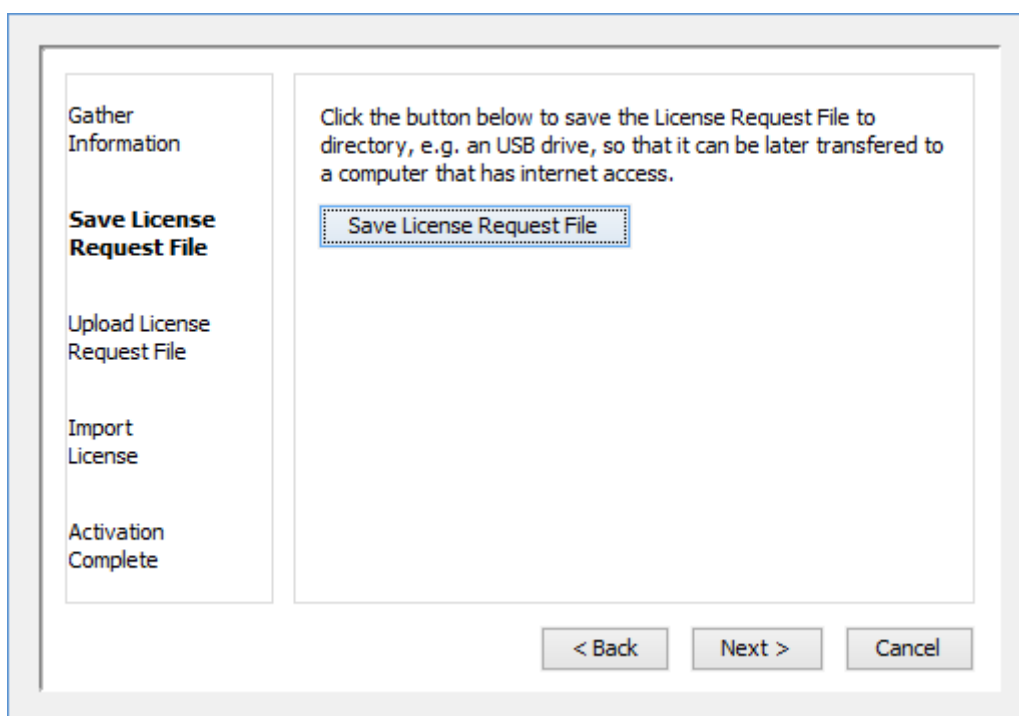 Gather
Information
Save License
Request File
Upload License
Request File
Import
License
Activation
Complete
Click the button below to save the License Request File to
directory, e.g. an USB drive, so that it can be later transfered to
a computer that has internet access.
Save License Request File
< Back
Next >
Cancel